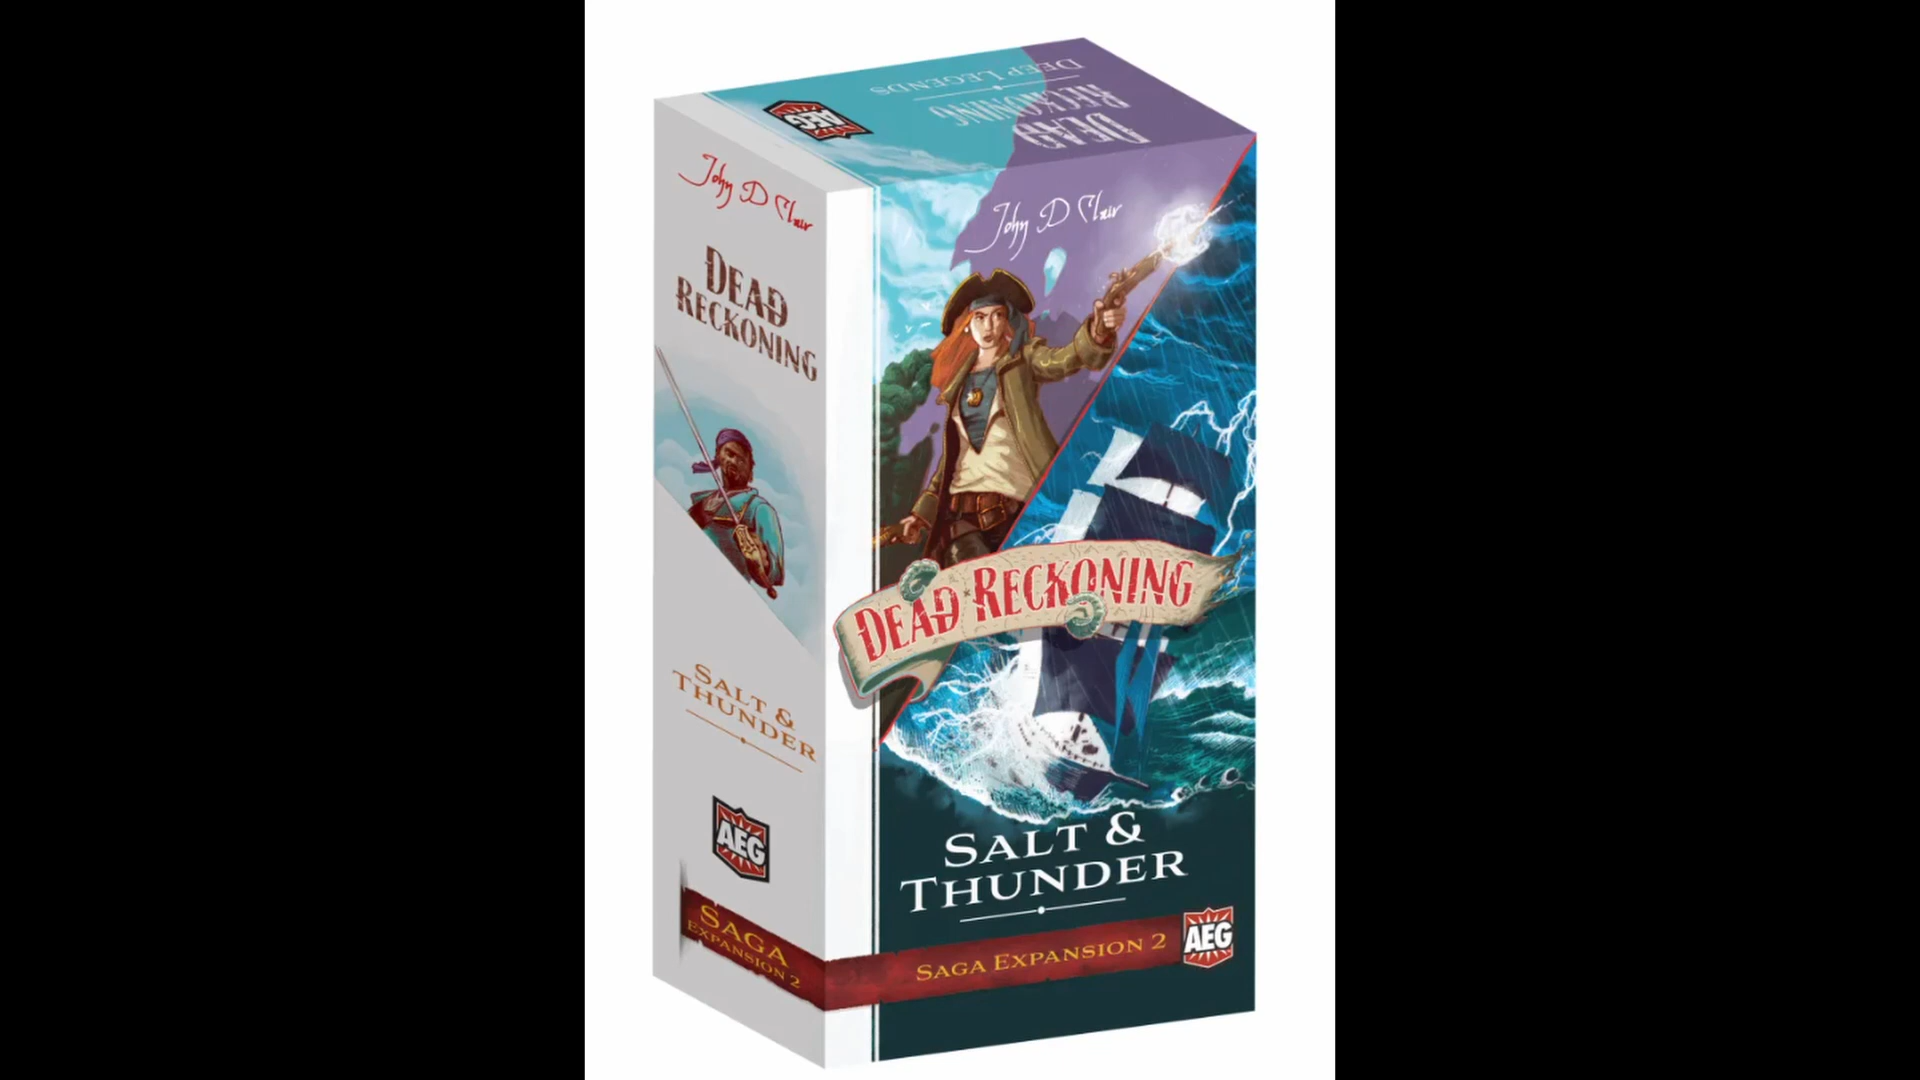 DEEP LEGENDS
DEAD
RECKONING
AEG
John D Clair
DEAD
RECKONING
SALT &
THUNDER
AEG
SAGA
EXPANSION 2
John D Clair
DEAD RECKONING
SALT &
THUNDER
SAGA EXPANSION 2
AEG